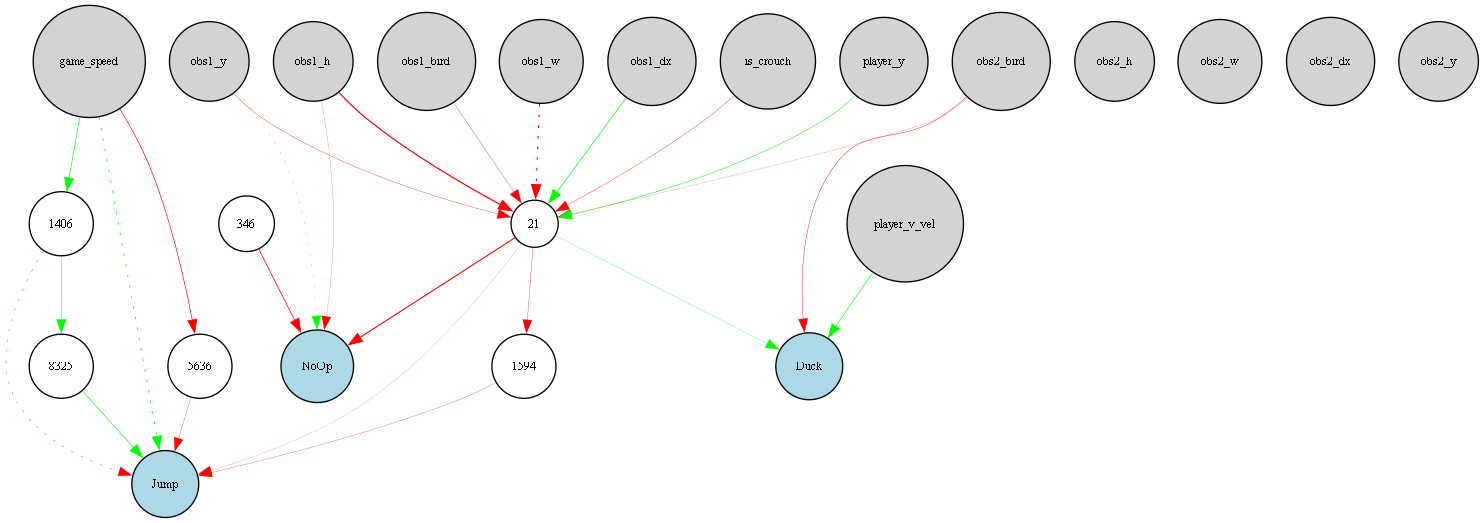 game_speed
obs1_y
obs1_h
obs1_bird
obs1_w
obs1_dx
is_crouch
player_y
obs2_bird
obs2_h
obs2_w
obs2_dx
obs2_y
1406
346
21
player_v_vel
8325
5636
NoOp
1594
Duck
Jump